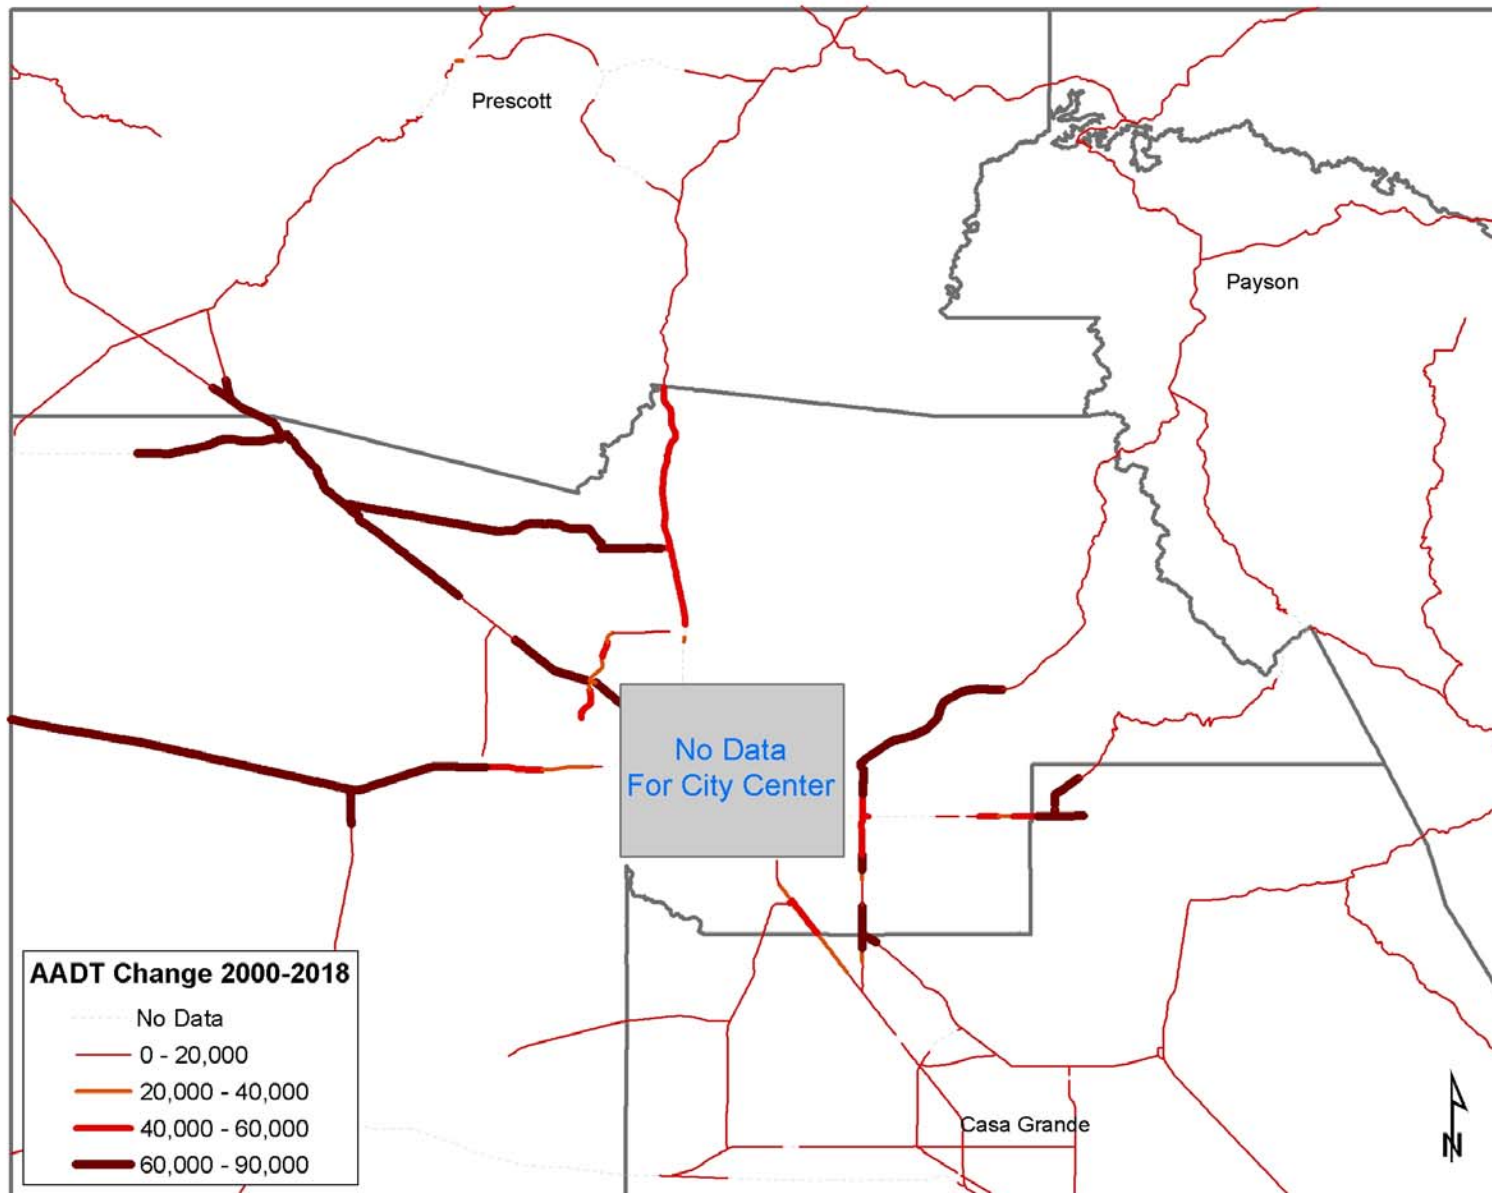 Prescott
Payson
No Data
For City Center
AADT Change 2000-2018
No Data
0 - 20,000
20,000 - 40,000
40,000 - 60,000
60,000 - 90,000
Casa Grande
N